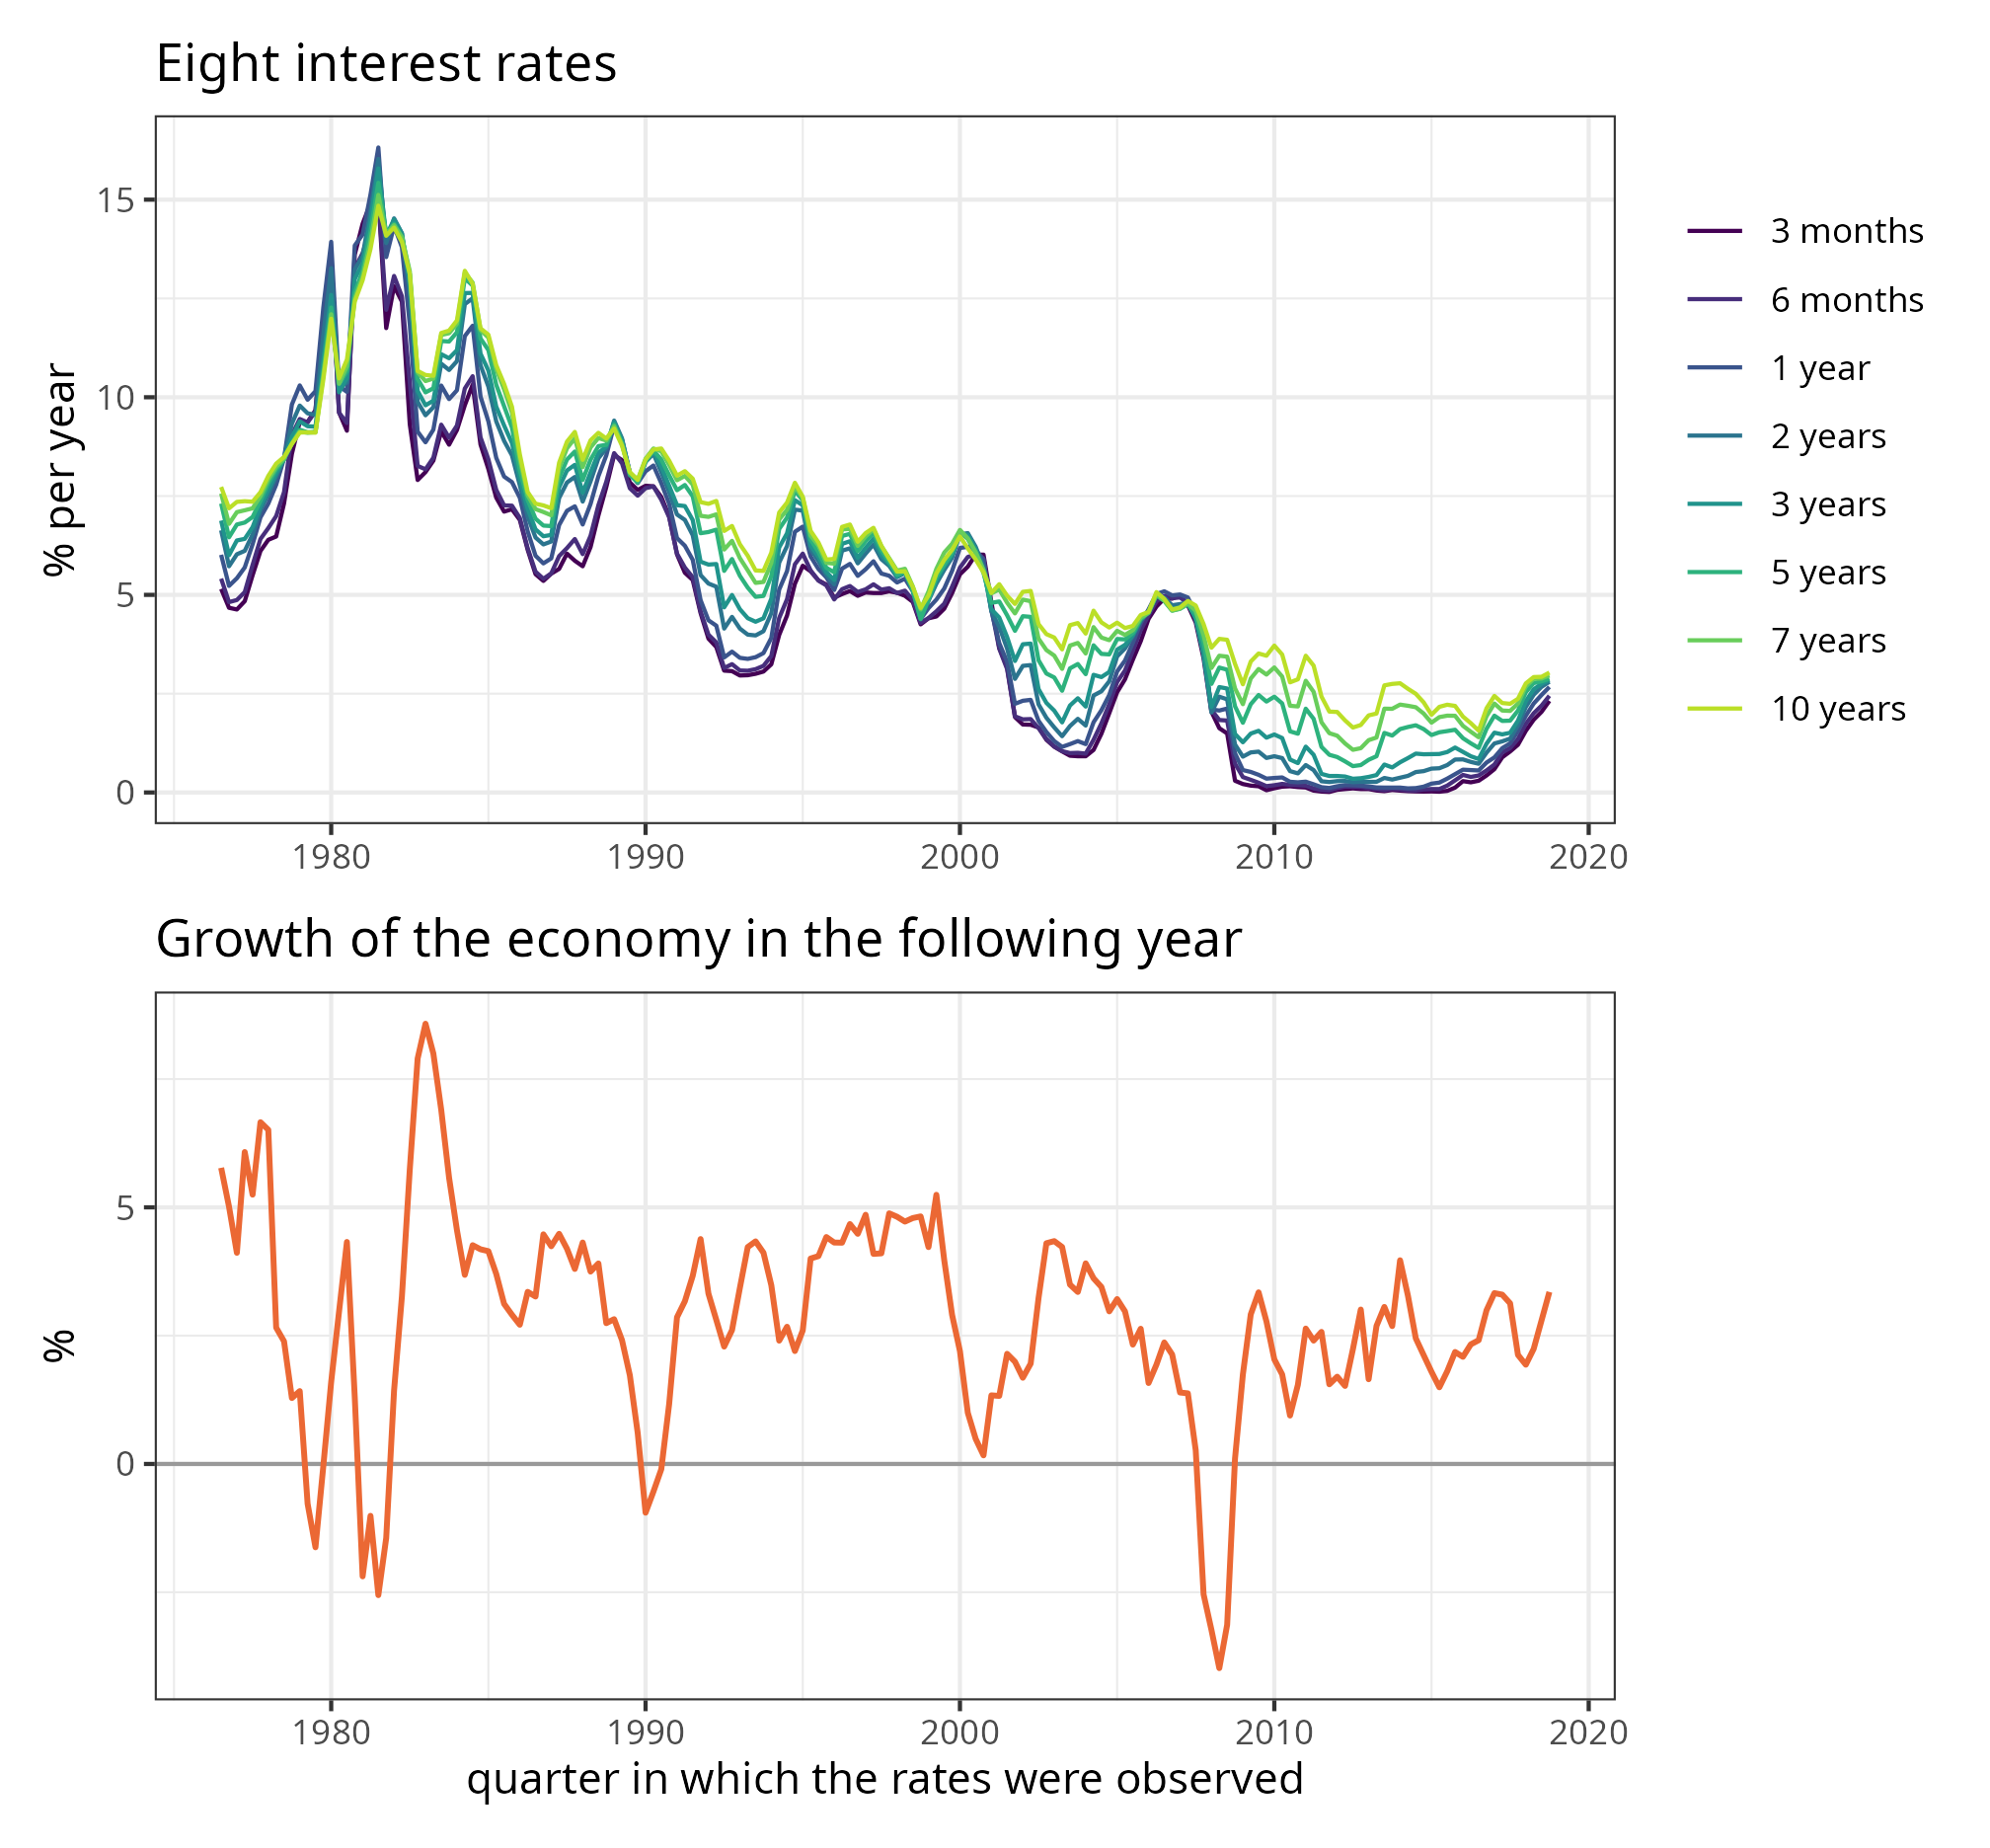 Eight interest rates
% per year
15
10
5
0
1980
1990
2000
2010
2020
3 months
6 months
1 year
2 years
3 years
5 years
7 years
10 years
Growth of the economy in the following year
%
5
0
1980
1990
2000
2010
2020
quarter in which the rates were observed